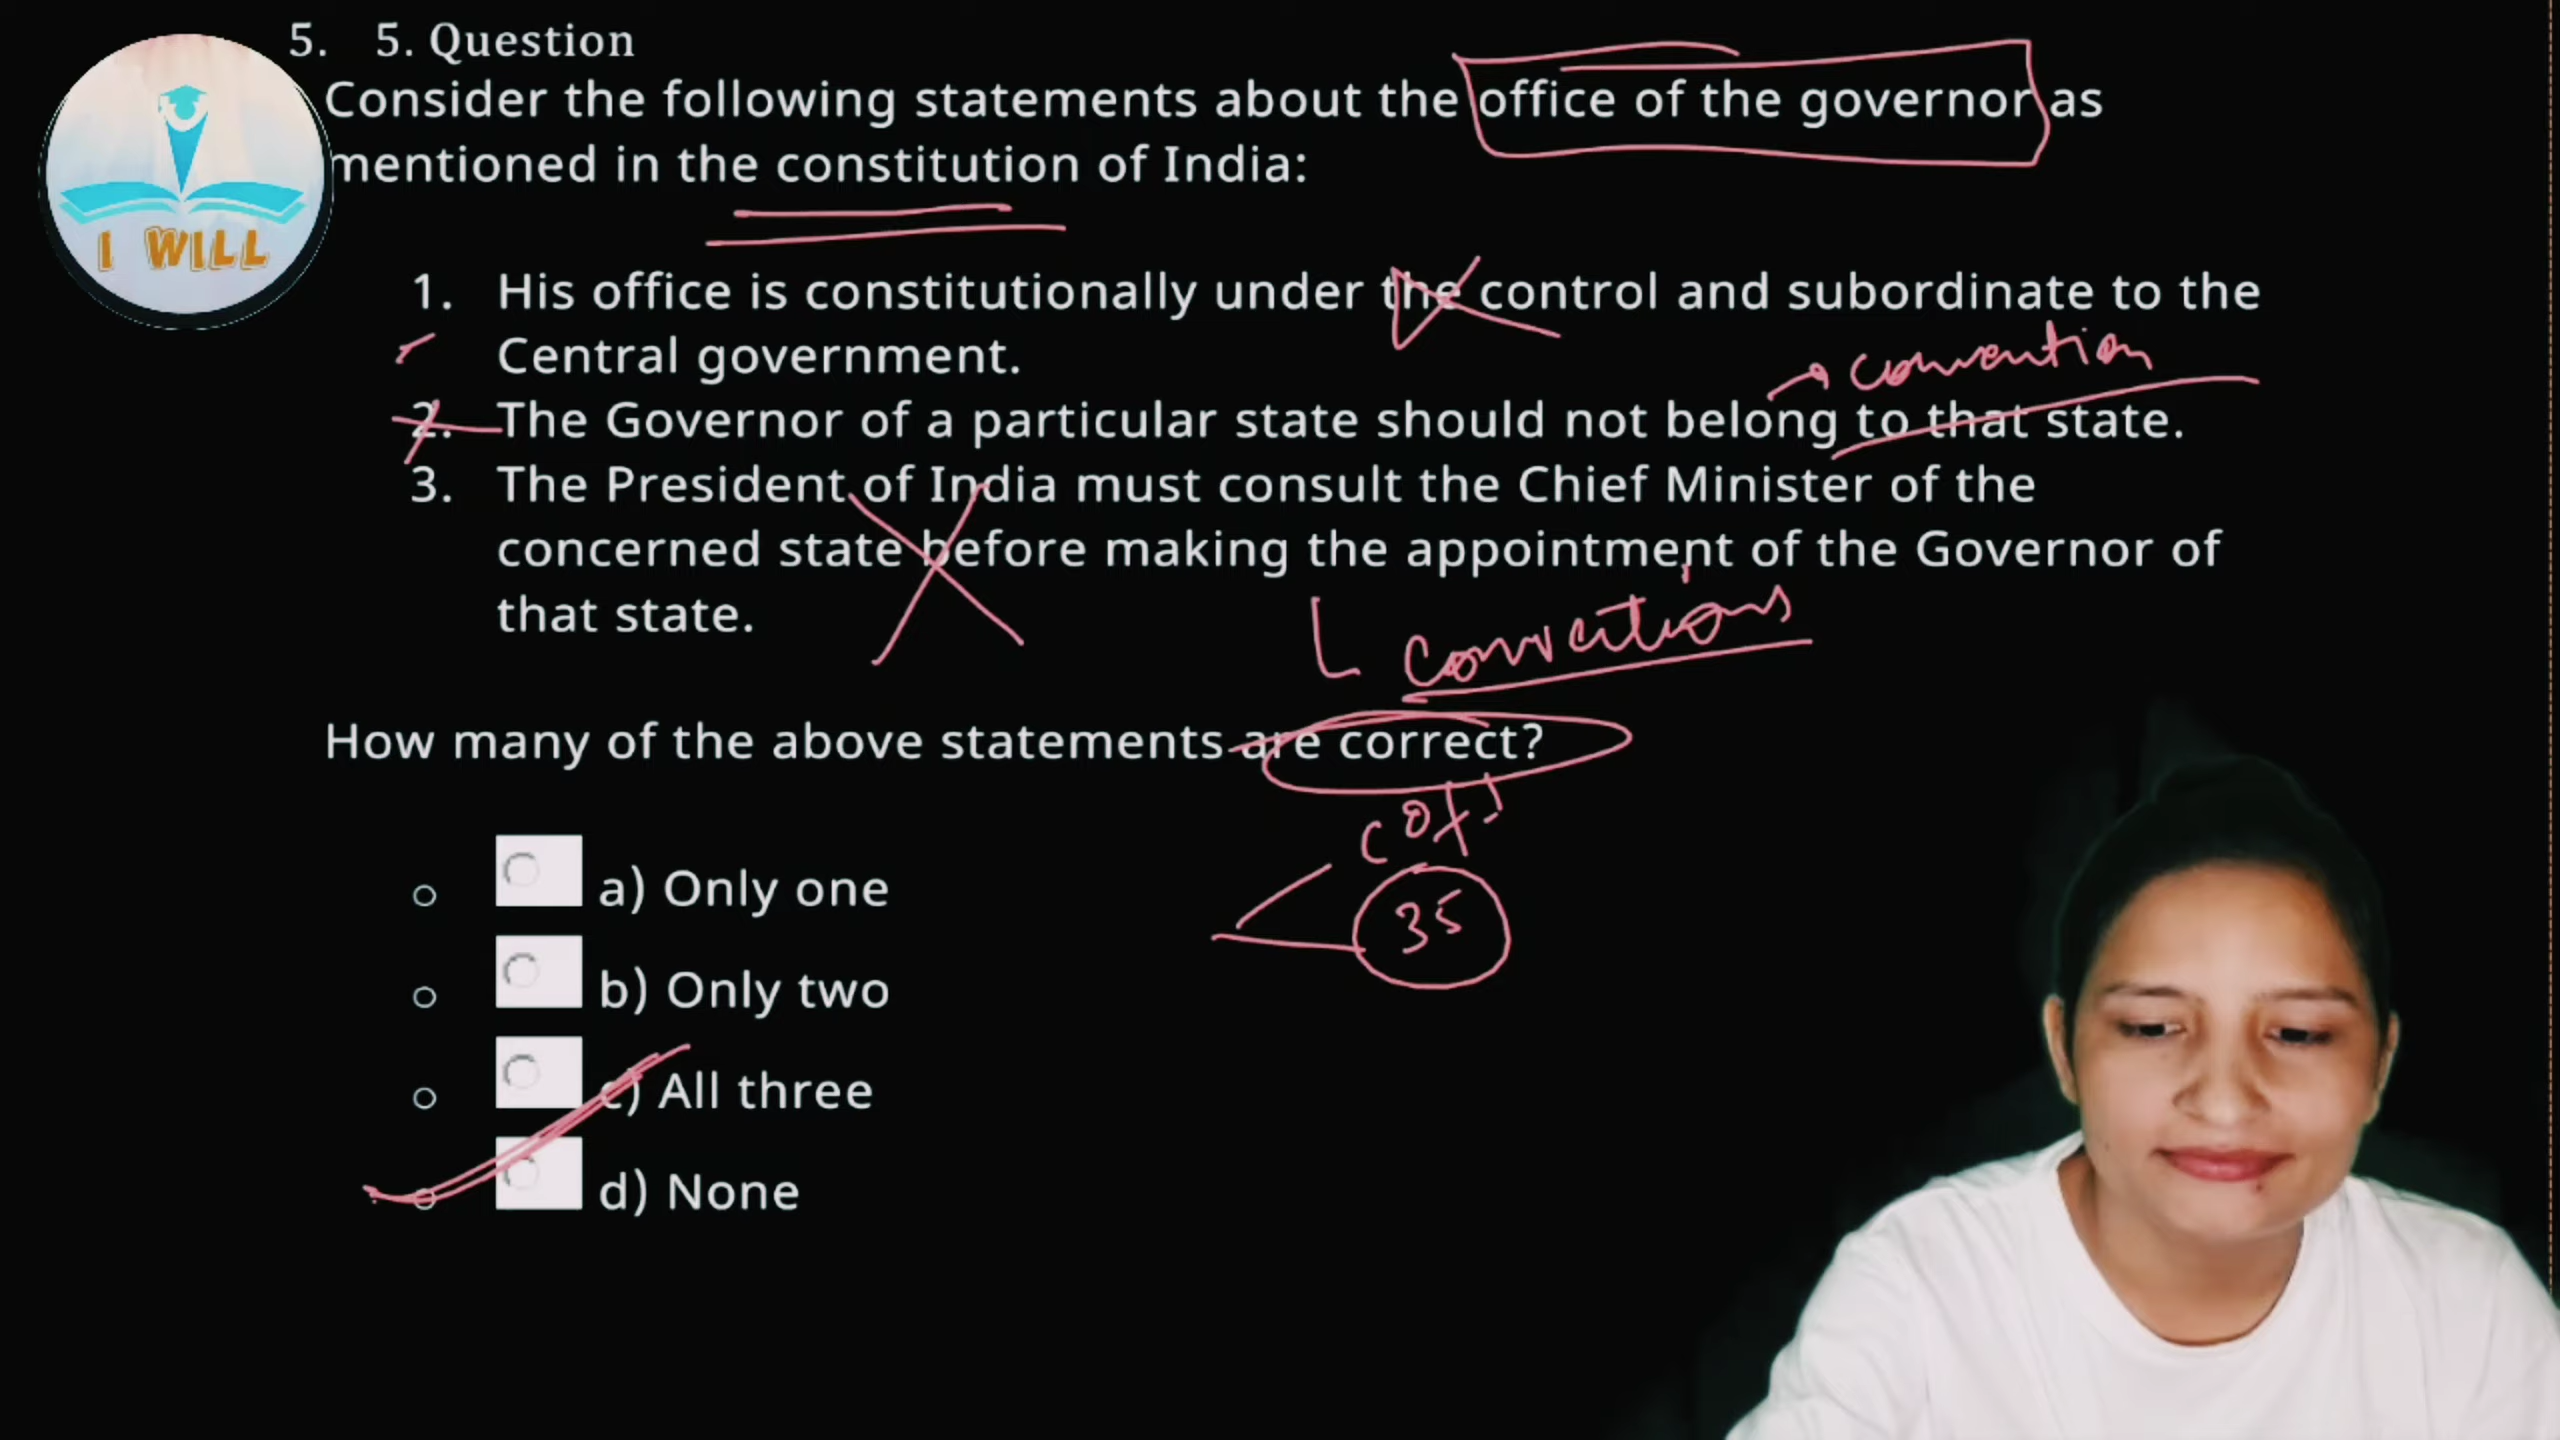 5. 5. Question
Consider the following statements about the office of the governor as
mentioned in the constitution of India:
I WILL
1. His office is constitutionally under the control and subordinate to the
Central government.
convention
2. The Governor of a particular state should not belong to that state.
3. The President of India must consult the Chief Minister of the
concerned state before making the appointment of the Governor of
that state.
How many of the above statements are correct?
a) Only one
35
b) Only two
c) All three
d) None